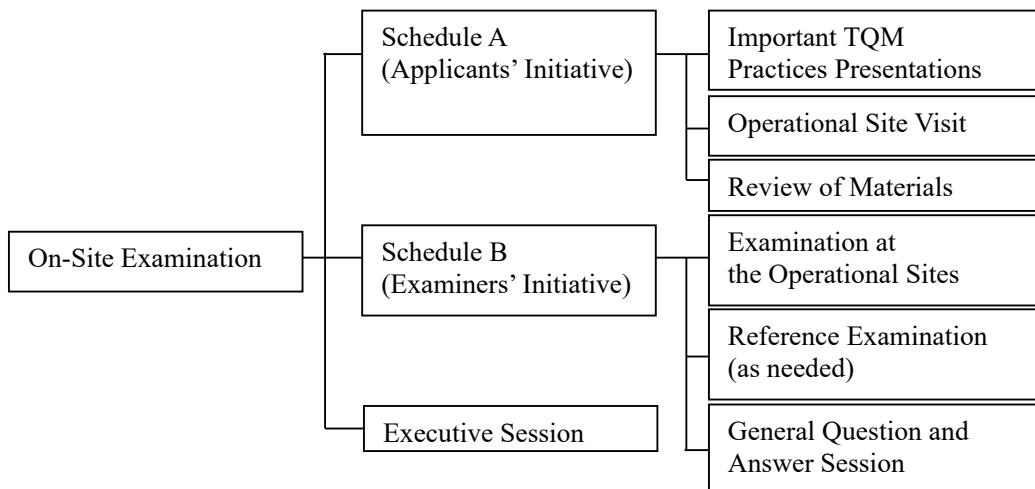 Schedule A
(Applicants’ Initiative)
Important TQM
Practices Presentations
Operational Site Visit
Review of Materials
On-Site Examination
Schedule B
(Examiners’ Initiative)
Examination at
the Operational Sites
Reference Examination
(as needed)
General Question and
Answer Session
Executive Session